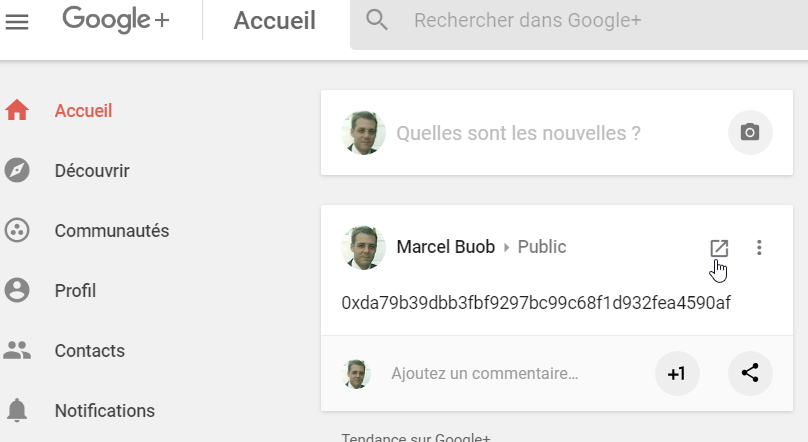 Google+
Accueil
Rechercher dans Google+
Accueil
Découvrir
Communautés
Profil
Contacts
Notifications
Quelles sont les nouvelles ?
Marcel Buob Public
0xda79b39dbb3fbf9297bc99c68f1d932fea4590af
Ajoutez un commentaire...
+1
Tendance sur Google+